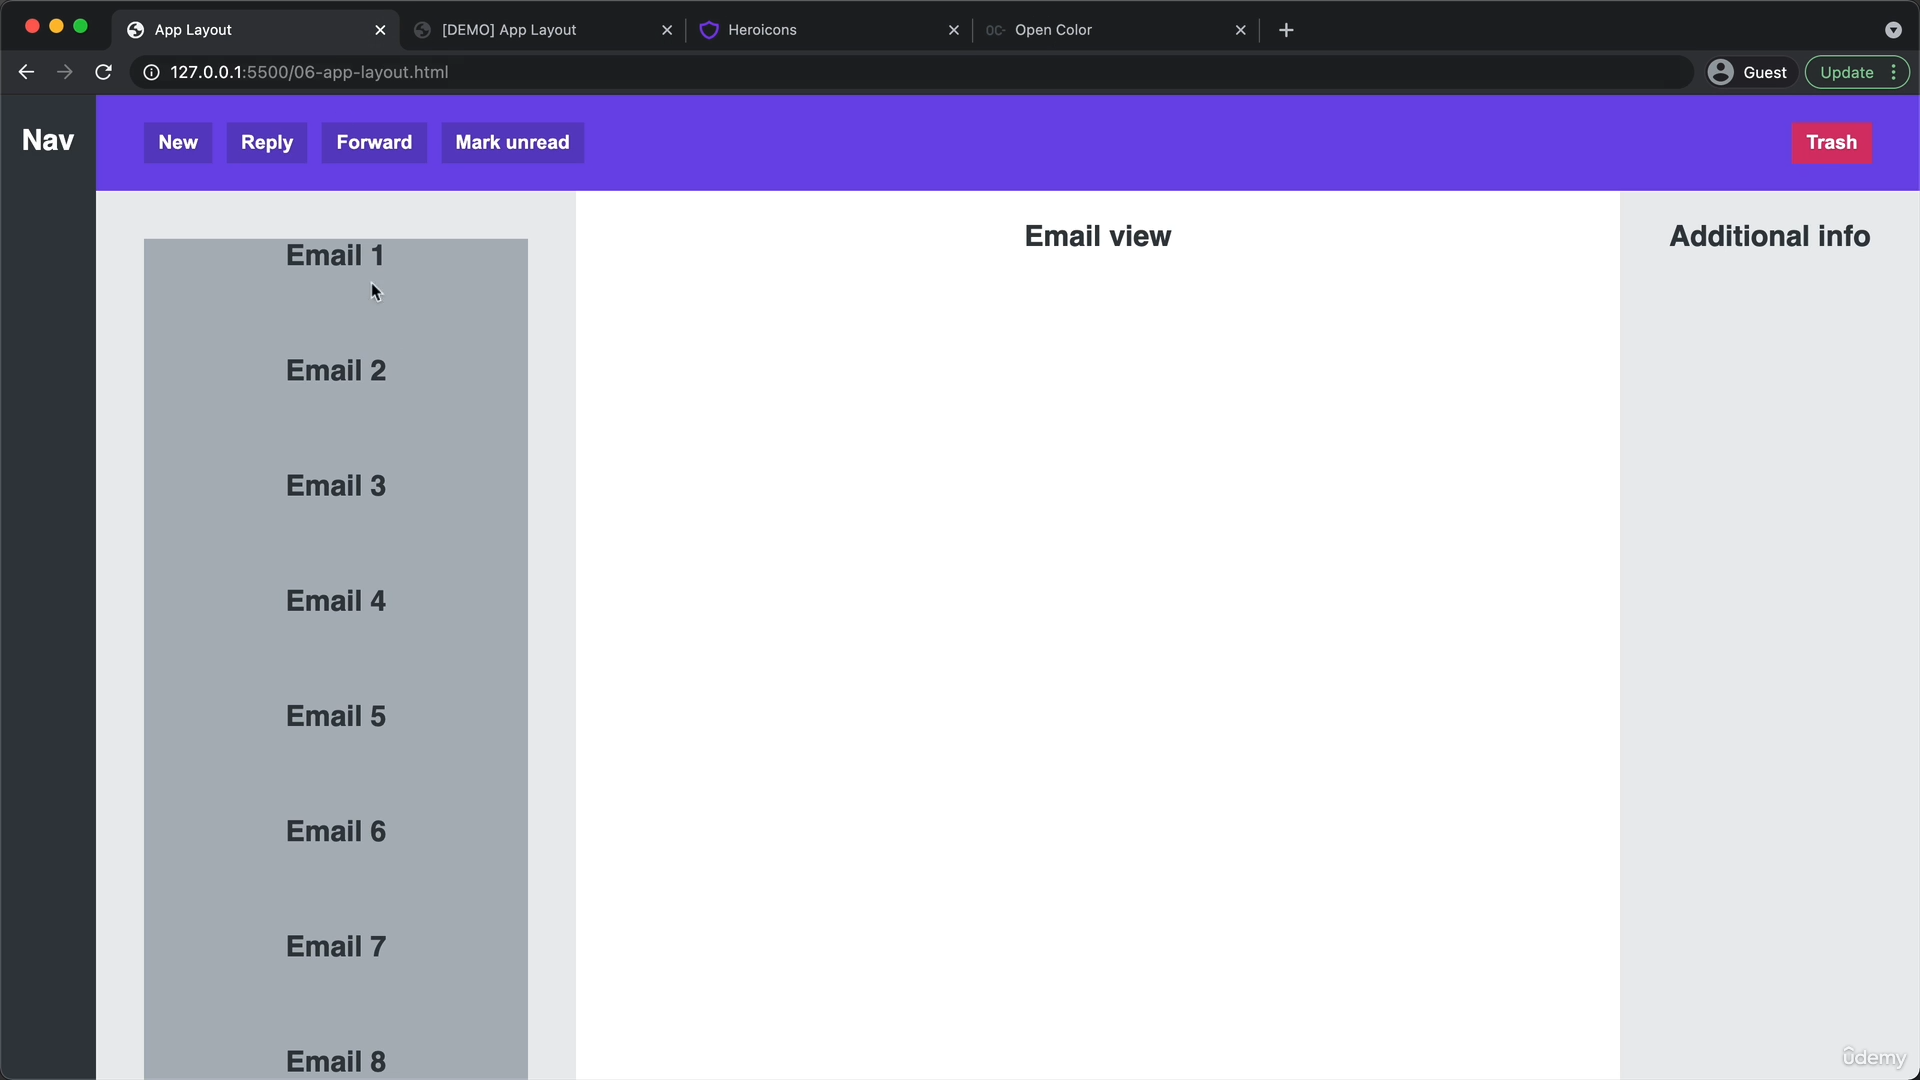 App Layout
[DEMO] App Layout
Heroicons
OC- Open Color
127.0.0.1:5500/06-app-layout.html
Guest
Update
Nav
New
Reply
Forward
Mark unread
Trash
Email 1
Email 2
Email 3
Email 4
Email 5
Email 6
Email 7
Email 8
Email view
Additional info
ûdemy